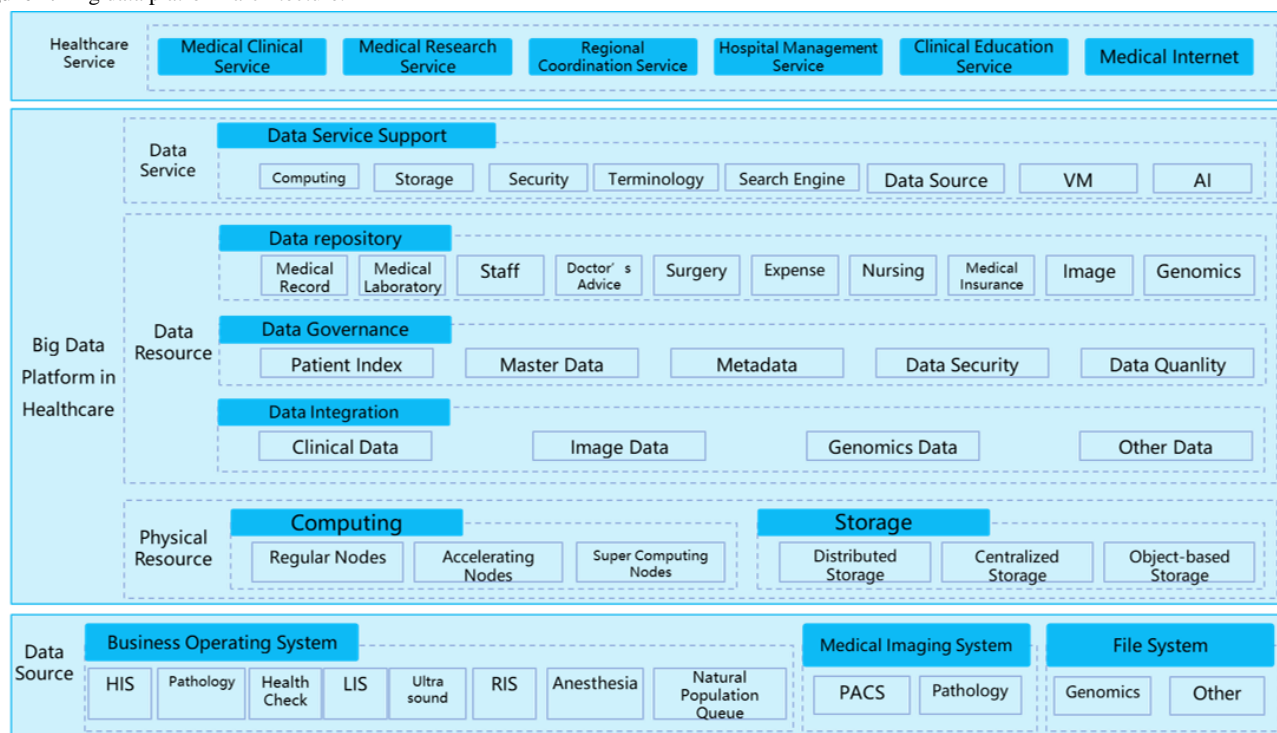 Healthcare
Service
Medical Clinical
Service
Medical Research
Service
Regional
Coordination Service
Hospital Management
Service
Clinical Education
Service
Medical Internet
Big Data
Platform in
Healthcare
Data
Service
Data Service Support
Computing
Storage
Security
Terminology
Search Engine
Data Source
VM
AI
Data
Resource
Data repository
Medical
Record
Medical
Laboratory
Staff
Doctor’s
Advice
Surgery
Expense
Nursing
Medical
Insurance
Image
Genomics
Data Governance
Patient Index
Master Data
Metadata
Data Security
Data Quanlity
Data Integration
Clinical Data
Image Data
Genomics Data
Other Data
Physical
Resource
Computing
Regular Nodes
Accelerating
Nodes
Super Computing
Nodes
Storage
Distributed
Storage
Centralized
Storage
Object-based
Storage
Data
Source
Business Operating System
HIS
Pathology
Health
Check
LIS
Ultra
sound
RIS
Anesthesia
Natural
Population
Queue
Medical Imaging System
PACS
Pathology
File System
Genomics
Other